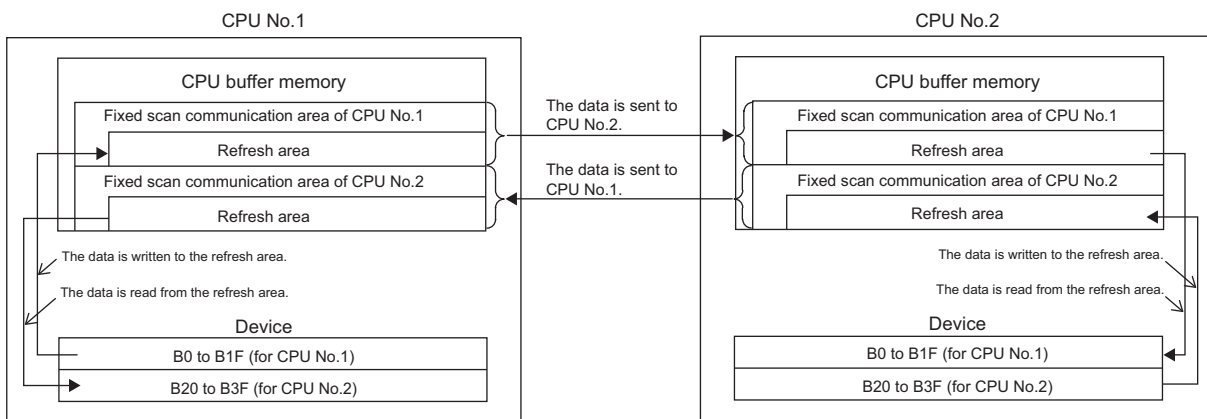 CPU No.1
CPU buffer memory
Fixed scan communication area of CPU No.1
Refresh area
Fixed scan communication area of CPU No.2
Refresh area
The data is written to the refresh area.
The data is read from the refresh area.
Device
B0 to B1F (for CPU No.1)
B20 to B3F (for CPU No.2)
The data is sent to
CPU No.2.
The data is sent to
CPU No.1.
CPU No.2
CPU buffer memory
Fixed scan communication area of CPU No.1
Refresh area
Fixed scan communication area of CPU No.2
Refresh area
The data is written to the refresh area.
The data is read from the refresh area.
Device
B0 to B1F (for CPU No.1)
B20 to B3F (for CPU No.2)